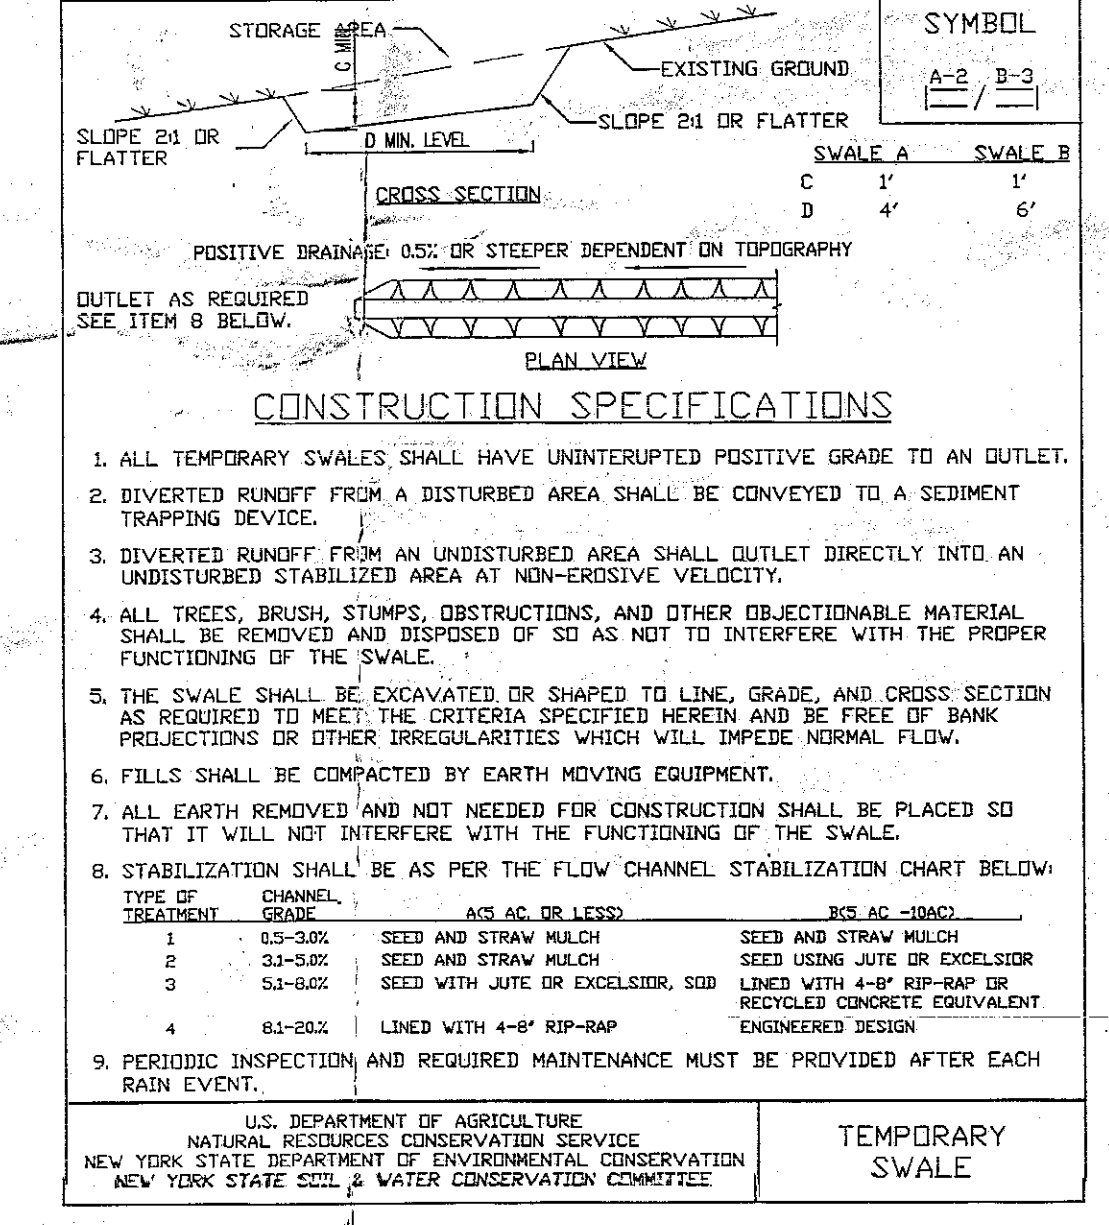 STORAGE AREA
C MIN.
EXISTING GROUND
SLOPE 2:1 OR
FLATTER
D MIN. LEVEL
SLOPE 2:1 OR FLATTER
CROSS SECTION
SYMBOL
A-2 B-3
/
SWALE A SWALE B
C 1' 1'
D 4' 6'
POSITIVE DRAINAGE: 0.5% OR STEEPER DEPENDENT ON TOPOGRAPHY
OUTLET AS REQUIRED
SEE ITEM 8 BELOW.
PLAN VIEW
CONSTRUCTION SPECIFICATIONS
1. ALL TEMPORARY SWALES SHALL HAVE UNINTERUPTED POSITIVE GRADE TO AN OUTLET.
2. DIVERTED RUNOFF FROM A DISTURBED AREA SHALL BE CONVEYED TO A SEDIMENT
TRAPPING DEVICE.
3. DIVERTED RUNOFF FROM AN UNDISTURBED AREA SHALL OUTLET DIRECTLY INTO AN
UNDISTURBED STABILIZED AREA AT NON-EROSIVE VELOCITY.
4. ALL TREES, BRUSH, STUMPS, OBSTRUCTIONS, AND OTHER OBJECTIONABLE MATERIAL
SHALL BE REMOVED AND DISPOSED OF SO AS NOT TO INTERFERE WITH THE PROPER
FUNCTIONING OF THE SWALE.
5. THE SWALE SHALL BE EXCAVATED OR SHAPED TO LINE, GRADE, AND CROSS SECTION
AS REQUIRED TO MEET THE CRITERIA SPECIFIED HEREIN AND BE FREE OF BANK
PROJECTIONS OR OTHER IRREGULARITIES WHICH WILL IMPEDE NORMAL FLOW.
6. FILLS SHALL BE COMPACTED BY EARTH MOVING EQUIPMENT.
7. ALL EARTH REMOVED AND NOT NEEDED FOR CONSTRUCTION SHALL BE PLACED SO
THAT IT WILL NOT INTERFERE WITH THE FUNCTIONING OF THE SWALE.
8. STABILIZATION SHALL BE AS PER THE FLOW CHANNEL STABILIZATION CHART BELOW:
TYPE OF CHANNEL
TREATMENT GRADE A(5 AC. OR LESS) B(5 AC -10AC)
1 0.5-3.0% SEED AND STRAW MULCH SEED AND STRAW MULCH
2 3.1-5.0% SEED AND STRAW MULCH SEED USING JUTE OR EXCELSIOR
3 5.1-8.0% SEED WITH JUTE OR EXCELSIOR, SOD LINED WITH 4-8" RIP-RAP OR
RECYCLED CONCRETE EQUIVALENT
4 8.1-20.% LINED WITH 4-8" RIP-RAP ENGINEERED DESIGN
9. PERIODIC INSPECTION AND REQUIRED MAINTENANCE MUST BE PROVIDED AFTER EACH
RAIN EVENT.
U.S. DEPARTMENT OF AGRICULTURE
NATURAL RESOURCES CONSERVATION SERVICE
NEW YORK STATE DEPARTMENT OF ENVIRONMENTAL CONSERVATION
NEW YORK STATE SOIL & WATER CONSERVATION COMMITTEE
TEMPORARY
SWALE